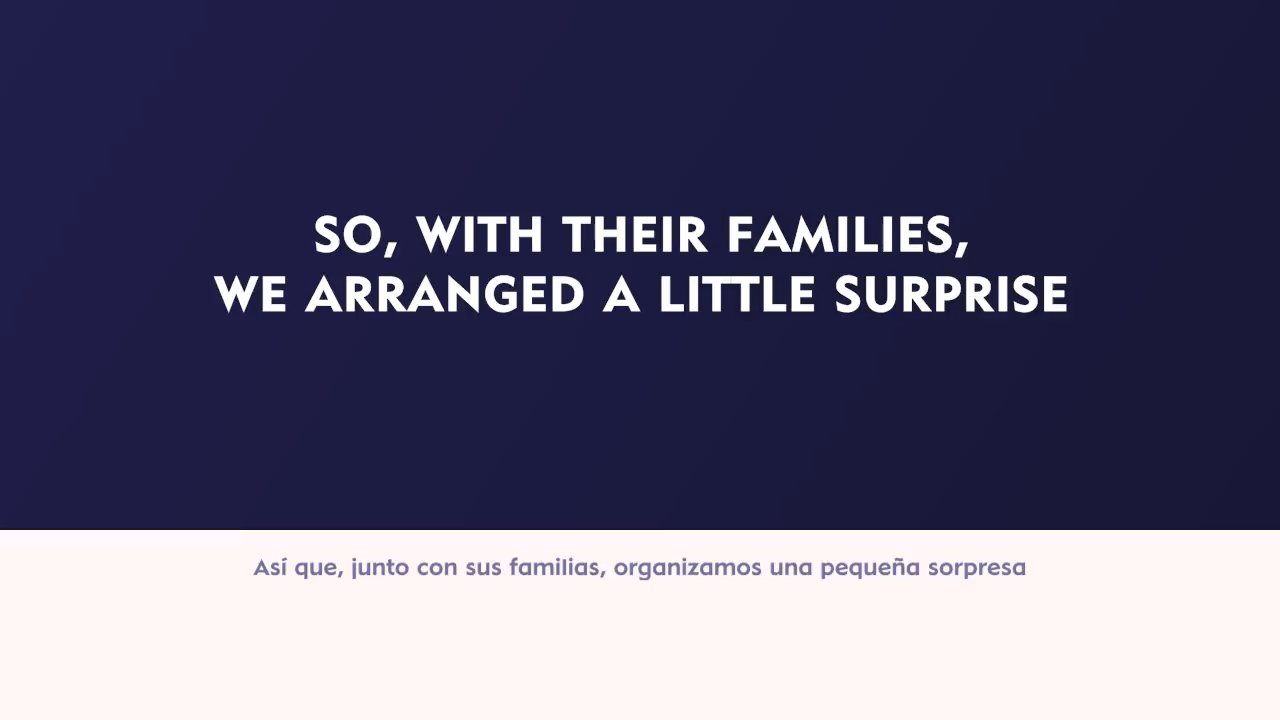 SO, WITH THEIR FAMILIES,
WE ARRANGED A LITTLE SURPRISE
Así que, junto con sus familias, organizamos una pequeña sorpresa